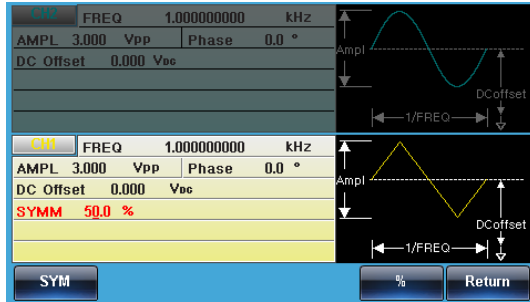 CH2 FREQ 1.000000000 kHz
AMPL 3.000 Vpp Phase 0.0 °
DC Offset 0.000 VDC
Ampl
DCoffset
1/FREQ
CH1 FREQ 1.000000000 kHz
AMPL 3.000 Vpp Phase 0.0 °
DC Offset 0.000 VDC
SYMM 50.0 %
Ampl
DCoffset
1/FREQ
SYM % Return